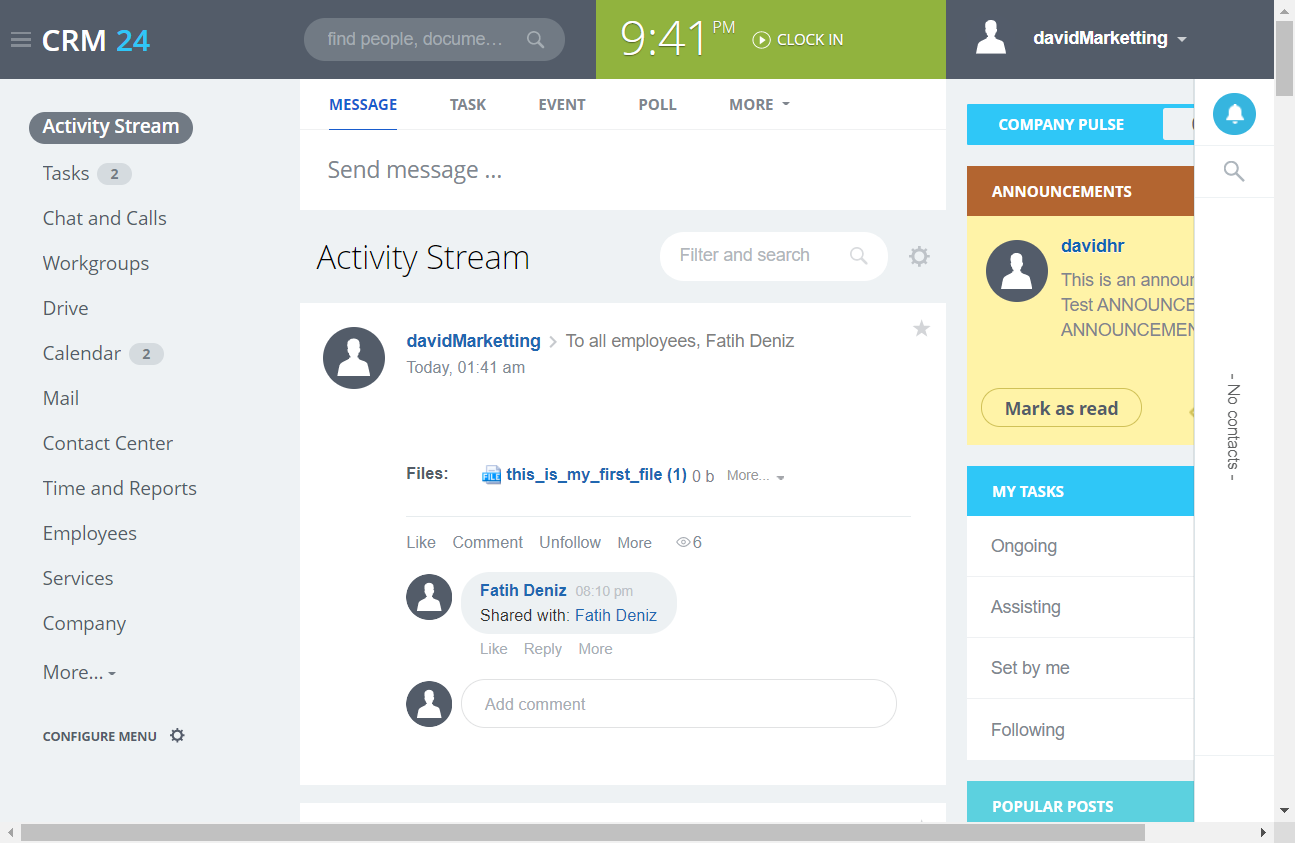 CRM 24
find people, docume...
9:41 PM
CLOCK IN
davidMarketting
Activity Stream
Tasks 2
Chat and Calls
Workgroups
Drive
Calendar 2
Mail
Contact Center
Time and Reports
Employees
Services
Company
More...
CONFIGURE MENU
MESSAGE TASK EVENT POLL MORE
Send message ...
Activity Stream
Filter and search
davidMarketting > To all employees, Fatih Deniz
Today, 01:41 am
Files: this_is_my_first_file (1) 0 b More...
Like Comment Unfollow More 6
Fatih Deniz 08:10 pm
Shared with: Fatih Deniz
Like Reply More
Add comment
COMPANY PULSE
ANNOUNCEMENTS
davidhr
This is an announ
Test ANNOUNCE
ANNOUNCEMEN
Mark as read
MY TASKS
Ongoing
Assisting
Set by me
Following
POPULAR POSTS
- No contacts -